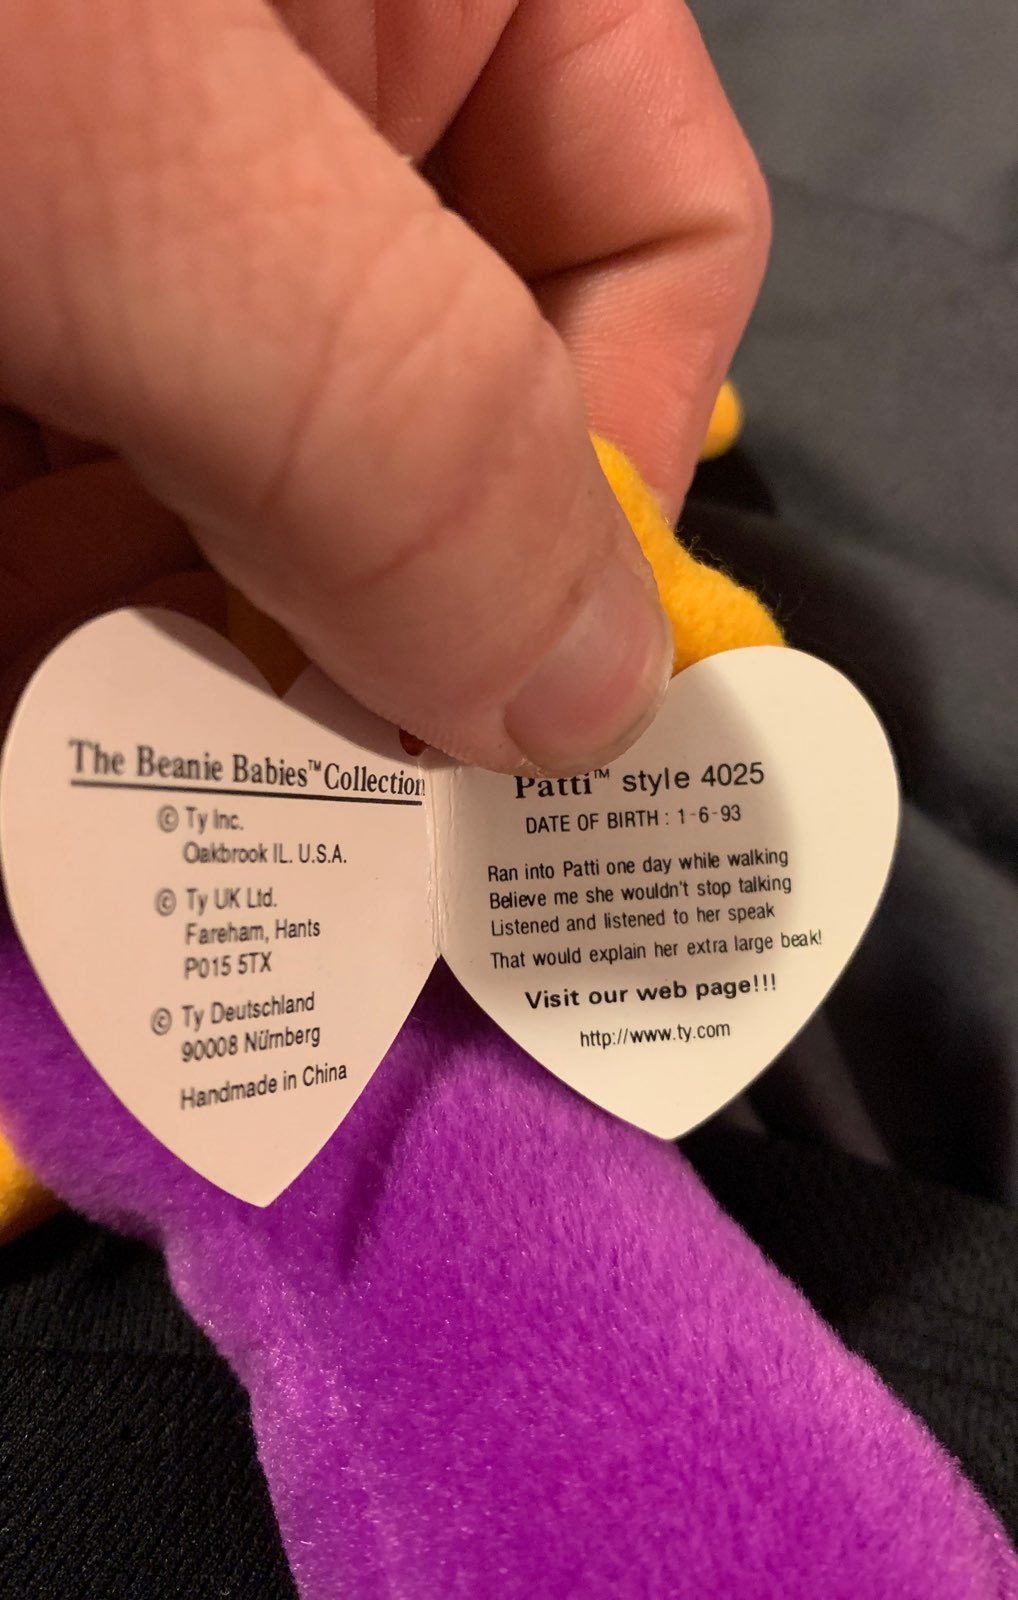 The Beanie Babies™Collection
© Ty Inc.
Oakbrook IL. U.S.A.
© Ty UK Ltd.
Fareham, Hants
P015 5TX
© Ty Deutschland
90008 Nürnberg
Handmade in China
Patti™ style 4025
DATE OF BIRTH : 1-6-93
Ran into Patti one day while walking
Believe me she wouldn't stop talking
Listened and listened to her speak
That would explain her extra large beak!
Visit our web page!!!
http://www.ty.com